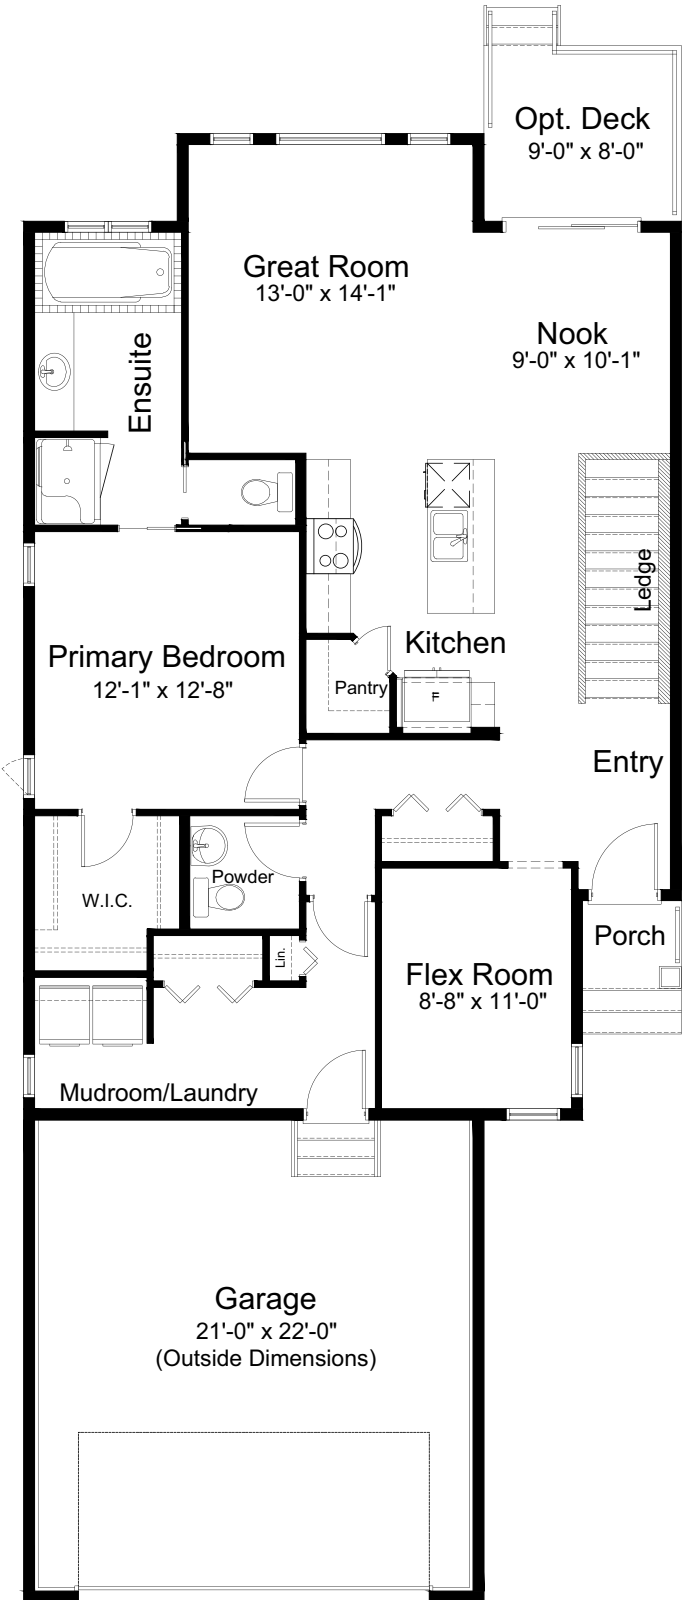 Opt. Deck
9'-0" x 8'-0"
Great Room
13'-0" x 14'-1"
Nook
9'-0" x 10'-1"
Ensuite
Ledge
Kitchen
Primary Bedroom
12'-1" x 12'-8"
Pantry
F
Entry
Powder
W.I.C.
Porch
Lin.
Flex Room
8'-8" x 11'-0"
Mudroom/Laundry
Garage
21'-0" x 22'-0"
(Outside Dimensions)